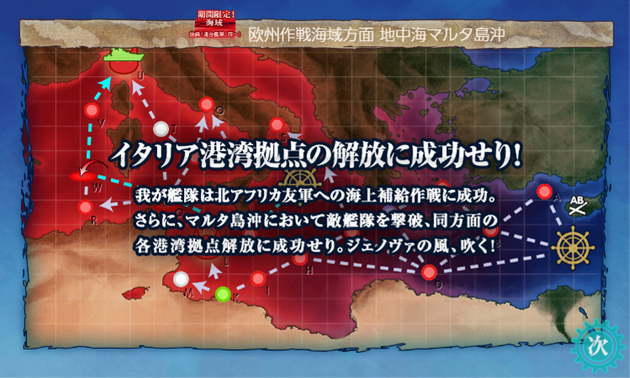 期間限定!
海域
欧州作戦海域方面 地中海マルタ島沖
イタリア港湾拠点の解放に成功せり!
我が艦隊は北アフリカ友軍への海上補給作戦に成功。
さらに、マルタ島沖において敵艦隊を撃破、同方面の
各港湾拠点解放に成功せり。ジェノヴァの風、吹く!
U
V
W
R
AB
A
H
I
G
次